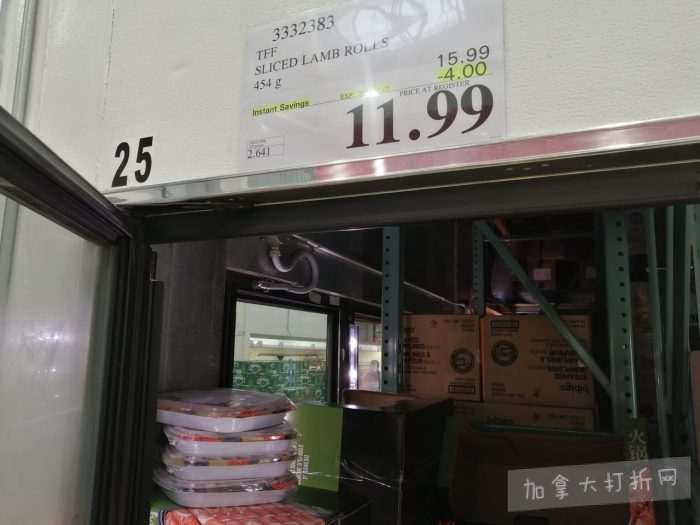 3332383
TFF
SLICED LAMB ROLLS
454 g
15.99
-4.00
Instant Savings
PRICE AT REGISTER
11.99
2.641
25
bibigo
加拿大打折网